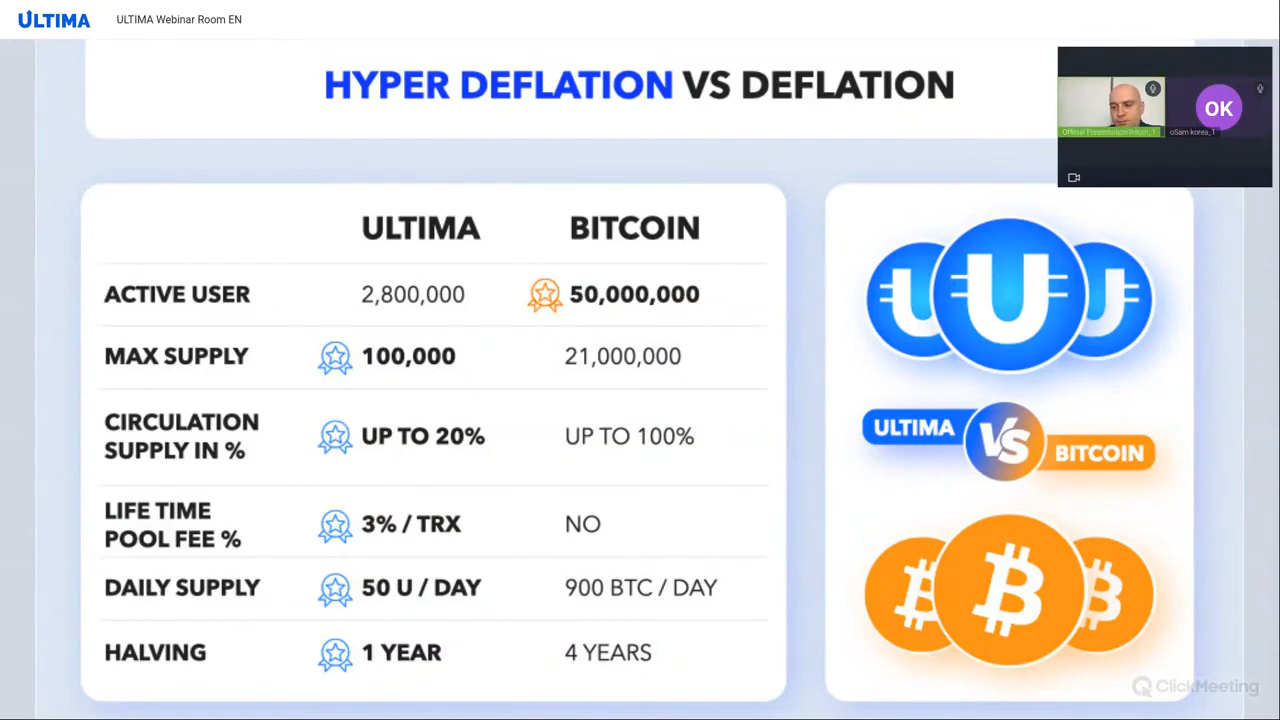 ULTIMA
ULTIMA Webinar Room EN
HYPER DEFLATION VS DEFLATION
OK
oSam korea_1
ULTIMA BITCOIN
ACTIVE USER 2,800,000 50,000,000
MAX SUPPLY 100,000 21,000,000
CIRCULATION
SUPPLY IN % UP TO 20% UP TO 100%
LIFE TIME
POOL FEE % 3% / TRX NO
DAILY SUPPLY 50 U / DAY 900 BTC / DAY
HALVING 1 YEAR 4 YEARS
ULTIMA
VS
BITCOIN
ClickMeeting